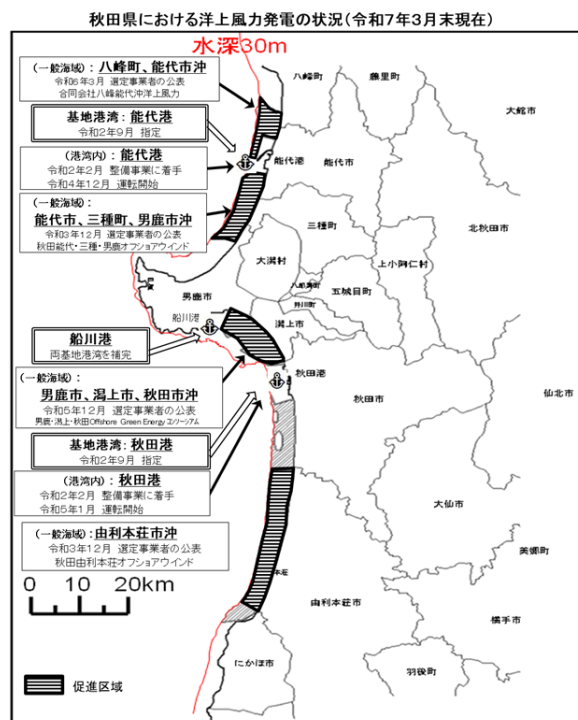 秋田県における洋上風力発電の状況(令和7年3月末現在)
水深30m
(一般海域): 八峰町、能代市沖
令和6年3月 選定事業者の公表
合同会社八峰能代沖洋上風力
基地港湾: 能代港
令和2年9月 指定
(港湾内): 能代港
令和2年2月 整備事業に着手
令和4年12月 運転開始
(一般海域):
能代市、三種町、男鹿市沖
令和3年12月 選定事業者の公表
秋田能代・三種・男鹿オフショアウインド
船川港
両基地港湾を補完
(一般海域):
男鹿市、潟上市、秋田市沖
令和5年12月 選定事業者の公表
男鹿・潟上・秋田Offshore Green Energyコンソーシアム
基地港湾: 秋田港
令和2年9月 指定
(港湾内): 秋田港
令和2年2月 整備事業に着手
令和5年1月 運転開始
(一般海域): 由利本荘市沖
令和3年12月 選定事業者の公表
秋田由利本荘オフショアウインド
0 10 20km
促進区域
八峰町
藤里町
大館市
能代港
能代市
三種町
北秋田市
大潟村
上小阿仁村
男鹿市
八郎潟町
五城目町
井川町
船川港
潟上市
秋田港
秋田市
仙北市
大仙市
美郷町
本荘
由利本荘市
横手市
にかほ市
羽後町